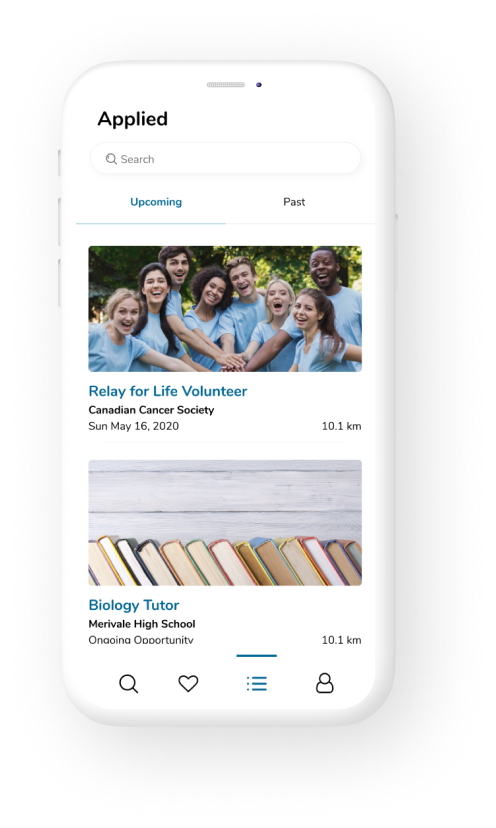 Applied
Search
Upcoming Past
Relay for Life Volunteer
Canadian Cancer Society
Sun May 16, 2020 10.1 km
Biology Tutor
Merivale High School
Ongoing Opportunity 10.1 km